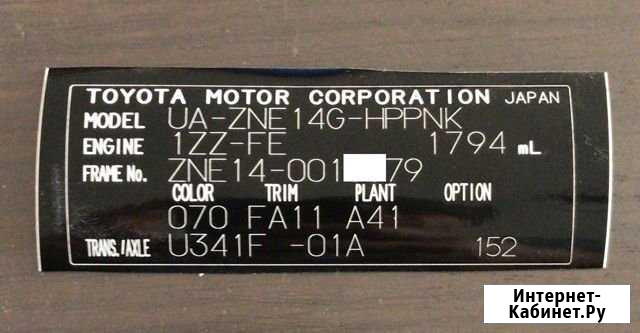 TOYOTA MOTOR CORPORATION JAPAN
MODEL UA-ZNE14G-HPPNK
ENGINE 1ZZ-FE 1794 mL
FRAME No. ZNE14-001 79
COLOR TRIM PLANT OPTION
070 FA11 A41
TRANS./AXLE U341F -01A 152
Интернет-
Кабинет.Ру